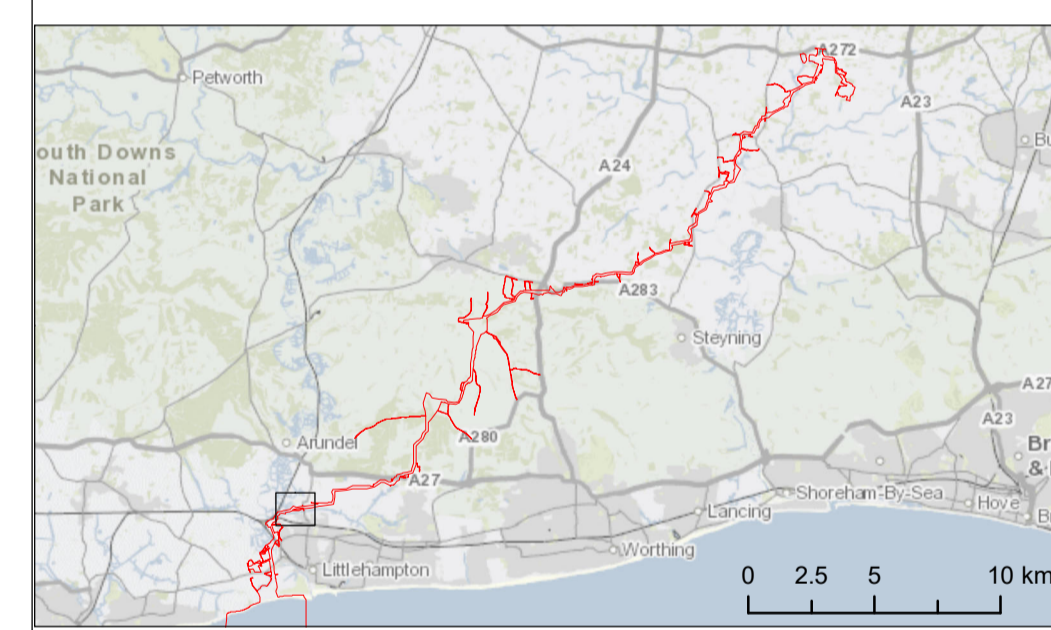 A272
Petworth
A23
Bu
outh Downs
National
Park
A24
A283
Steyning
A27
A23
Arundel
A280
Br
&
A27
Shoreham-By-Sea
Hove
B
Lancing
Worthing
Littlehampton
0 2.5 5 10 km